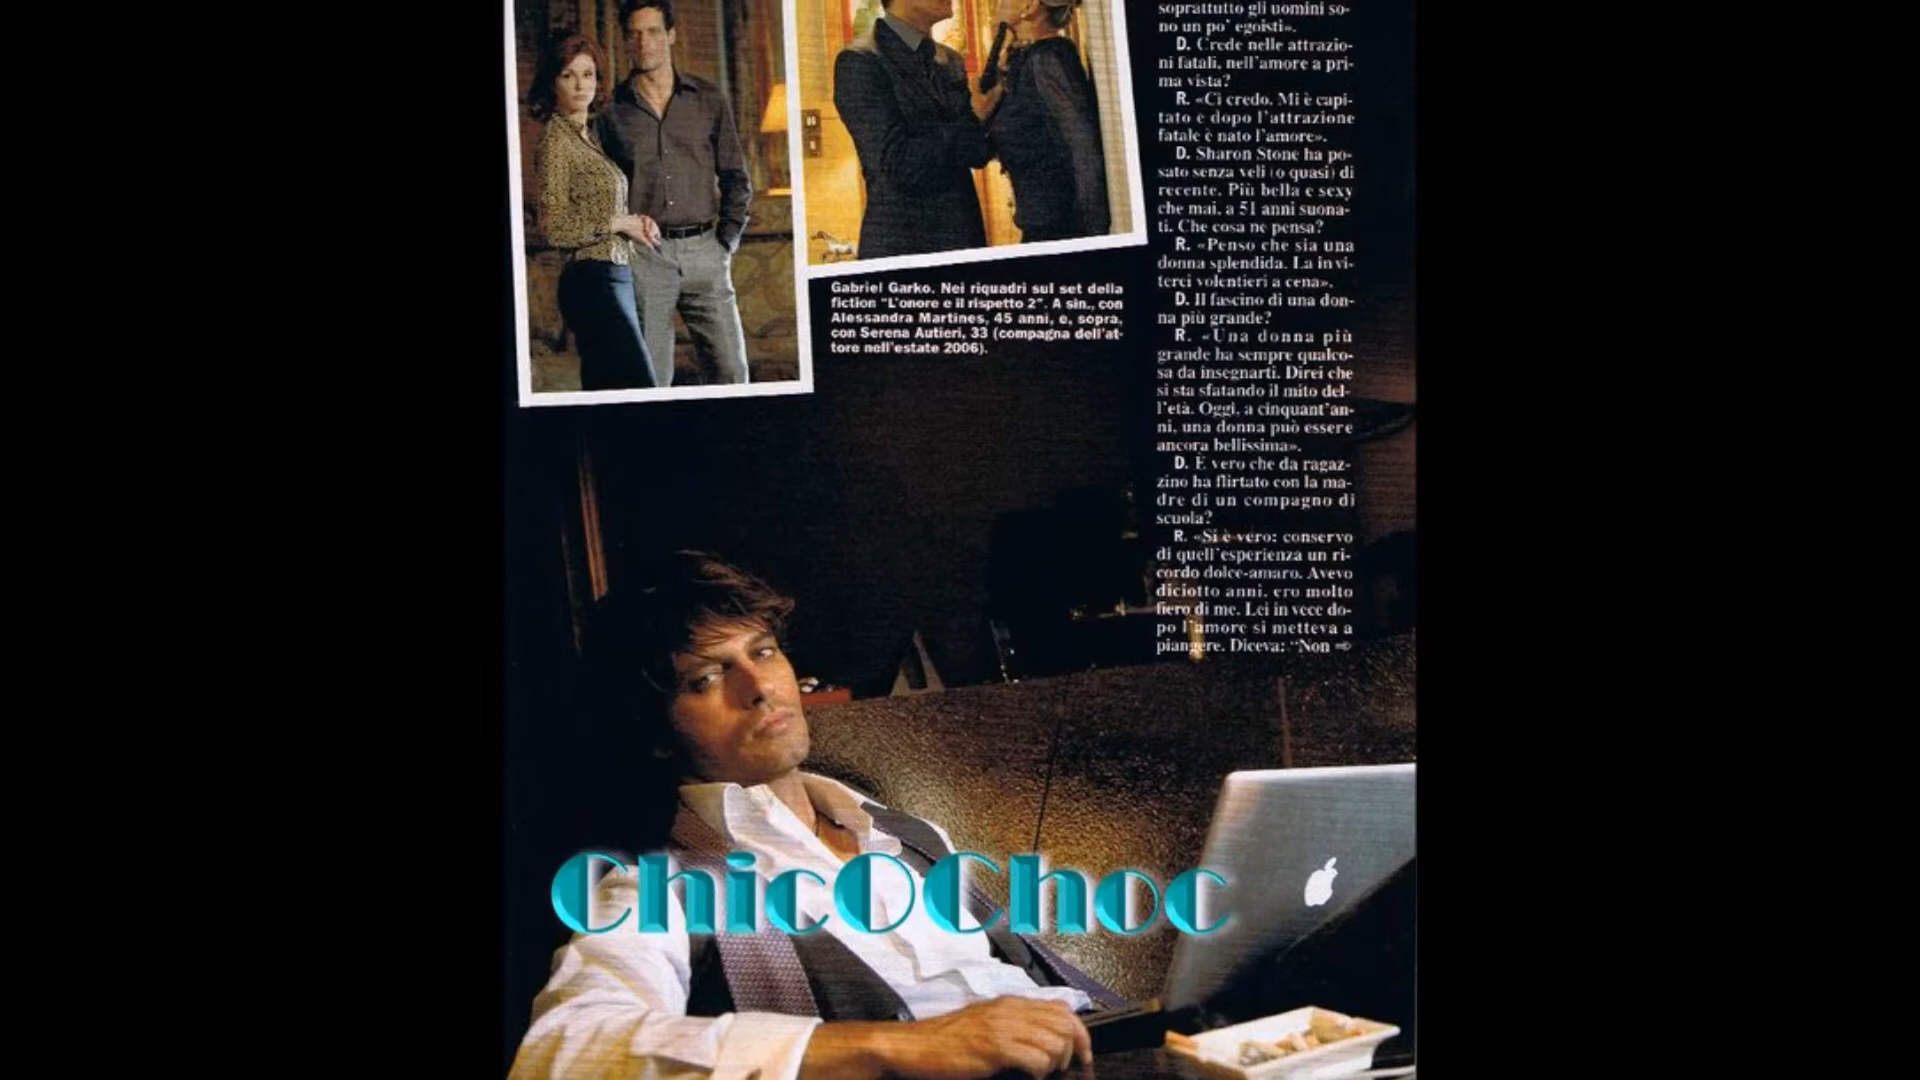 soprattutto gli uomini so-
no un po' egoisti».
D. Crede nelle attrazio-
ni fatali, nell'amore a pri-
ma vista?
R. «Ci credo. Mi è capi-
tato e dopo l'attrazione
fatale è nato l'amore».
D. Sharon Stone ha po-
sato senza veli (o quasi) di
recente. Più bella e sexy
che mai, a 51 anni suona-
ti. Che cosa ne pensa?
R. «Penso che sia una
donna splendida. La invi-
terei volentieri a cena».
D. Il fascino di una don-
na più grande?
R. «Una donna più
grande ha sempre qualco-
sa da insegnarti. Direi che
si sta sfatando il mito del-
l'età. Oggi, a cinquant'an-
ni, una donna può essere
ancora bellissima».
D. È vero che da ragaz-
zino ha flirtato con la ma-
dre di un compagno di
scuola?
R. «Sì è vero: conservo
di quell'esperienza un ri-
cordo dolce-amaro. Avevo
diciotto anni, ero molto
fiero di me. Lei in vece do-
po l'amore si metteva a
piangere. Diceva: “Non ⇨
Gabriel Garko. Nei riquadri sul set della
fiction "L'onore e il rispetto 2". A sin., con
Alessandra Martines, 45 anni, e, sopra,
con Serena Autieri, 33 (compagna dell'at-
tore nell'estate 2006).
ChicOChoc